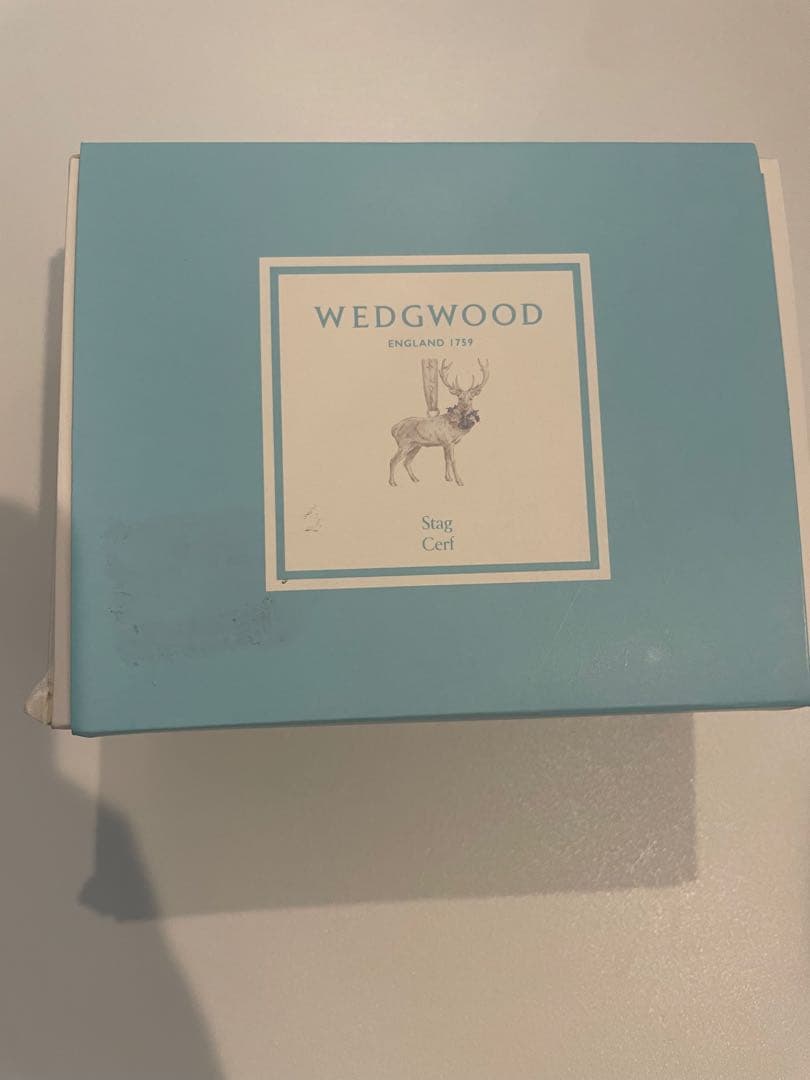 WEDGWOOD
ENGLAND 1759
Stag
Cerf